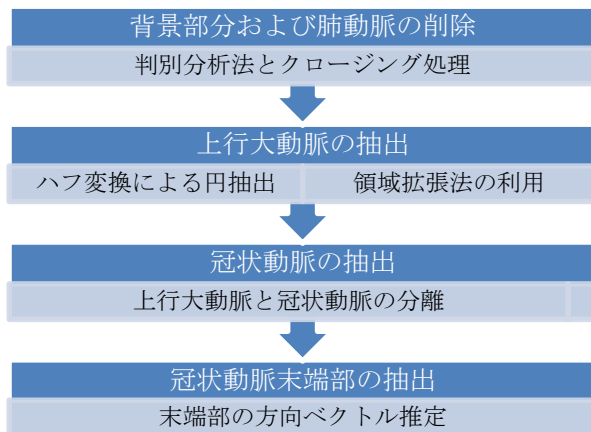 背景部分および肺動脈の削除
判別分析法とクロージング処理
上行大動脈の抽出
ハフ変換による円抽出
領域拡張法の利用
冠状動脈の抽出
上行大動脈と冠状動脈の分離
冠状動脈末端部の抽出
末端部の方向ベクトル推定